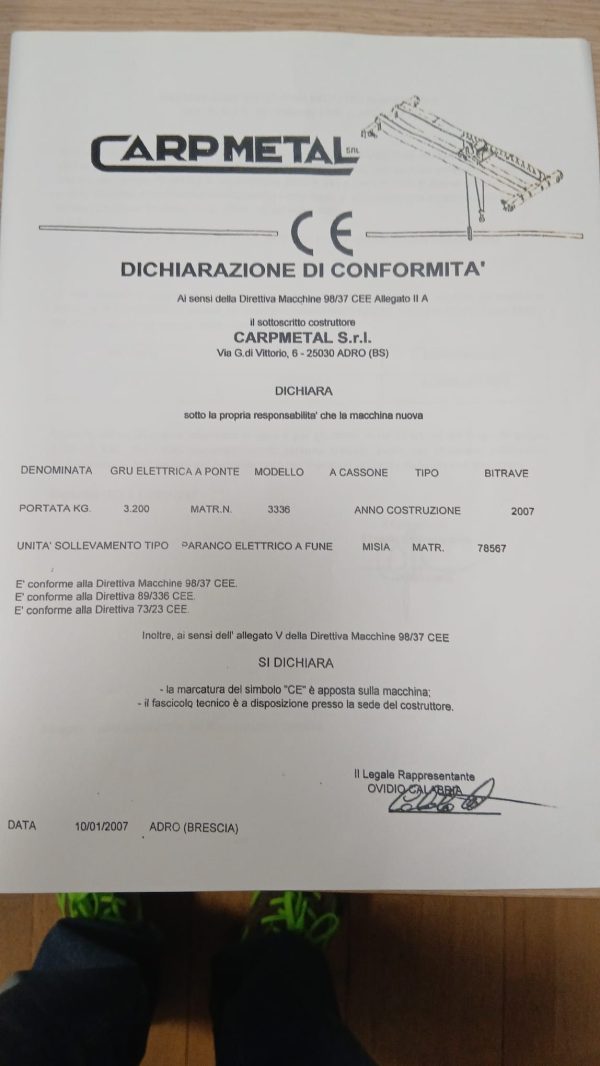 CARPMETAL SRL
CE
DICHIARAZIONE DI CONFORMITA'
Ai sensi della Direttiva Macchine 98/37 CEE Allegato II A
il sottoscritto costruttore
CARPMETAL S.r.l.
Via G.di Vittorio, 6 - 25030 ADRO (BS)
DICHIARA
sotto la propria responsabilita' che la macchina nuova
DENOMINATA GRU ELETTRICA A PONTE MODELLO A CASSONE TIPO BITRAVE
PORTATA KG. 3.200 MATR.N. 3336 ANNO COSTRUZIONE 2007
UNITA' SOLLEVAMENTO TIPO PARANCO ELETTRICO A FUNE MISIA MATR. 78567
E' conforme alla Direttiva Macchine 98/37 CEE.
E' conforme alla Direttiva 89/336 CEE.
E' conforme alla Direttiva 73/23 CEE.
Inoltre, ai sensi dell' allegato V della Direttiva Macchine 98/37 CEE
SI DICHIARA
- la marcatura del simbolo "CE" è apposta sulla macchina;
- il fascicolo tecnico è a disposizione presso la sede del costruttore.
Il Legale Rappresentante
OVIDIO CALABRIA
DATA 10/01/2007 ADRO (BRESCIA)